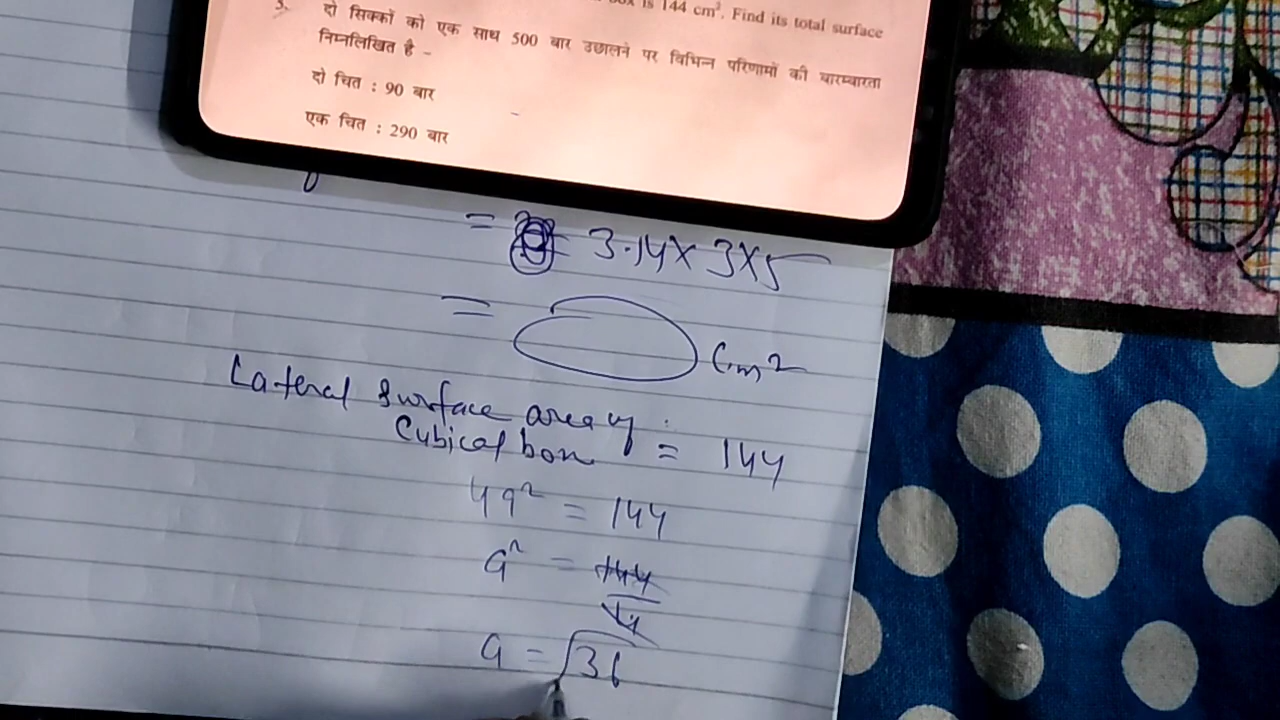 is 144 cm². Find its total surface
5. दो सिक्कों को एक साथ 500 बार उछालने पर विभिन्न परिणामों की बारम्बारता
निम्नलिखित है –
दो चित : 90 बार
एक चित : 290 बार
= 3.14 x 3 x 5
= cm²
Lateral surface area of
Cubical box = 144
4a² = 144
a² = 144
4
a = √36